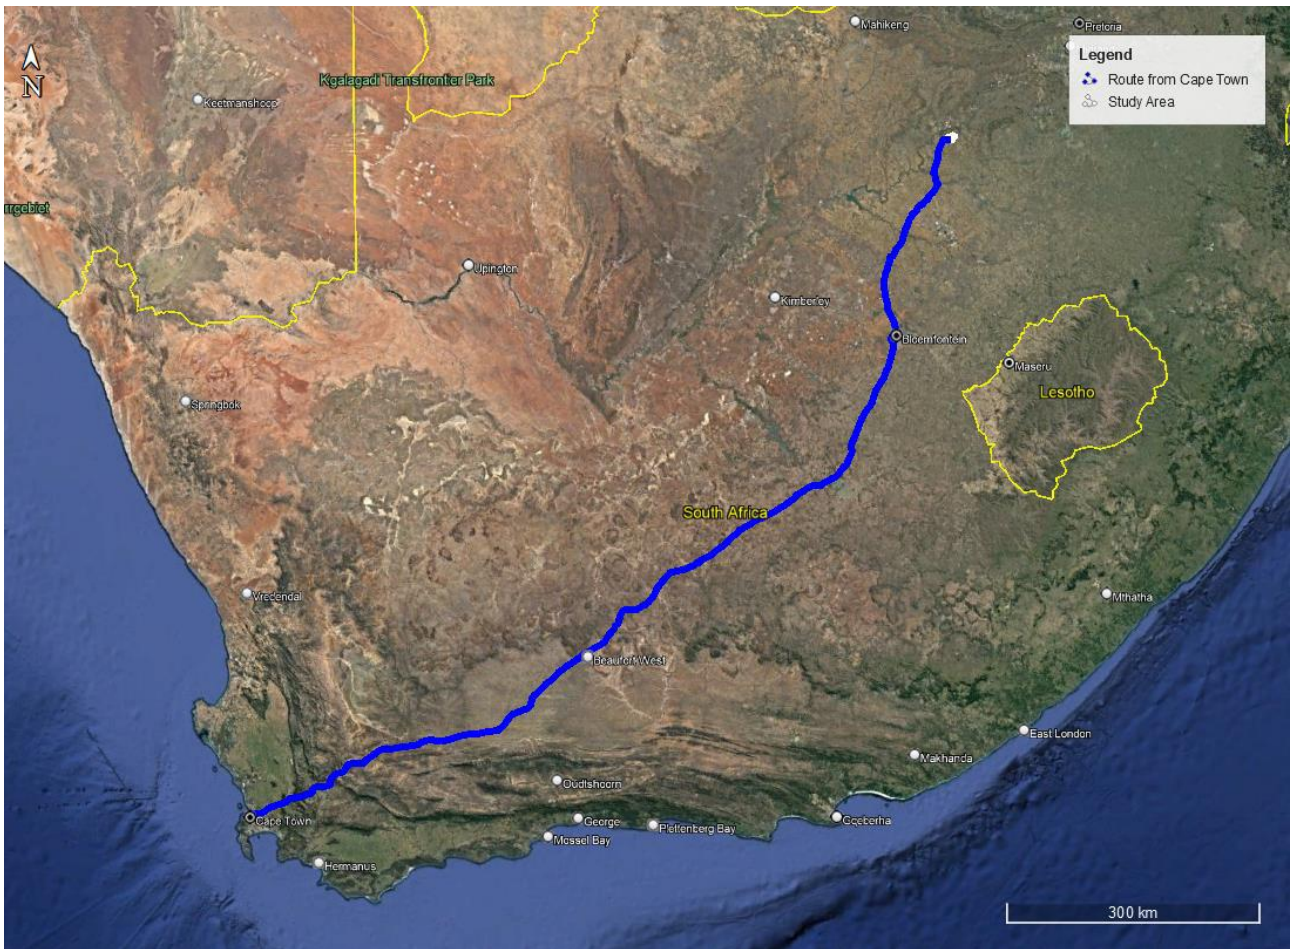 Mahikeng
Pretoria
N
Legend
Route from Cape Town
Study Area
Kgalagadi Transfrontier Park
Keetmanshoop
rrgebiet
Upington
Kimberley
Bloemfontein
Maseru
Lesotho
Springbok
South Africa
Vredendal
Mthatha
Beaufort West
East London
Makhanda
Oudtshoorn
Cape Town
George
Plettenberg Bay
Gqeberha
Mossel Bay
Hermanus
300 km